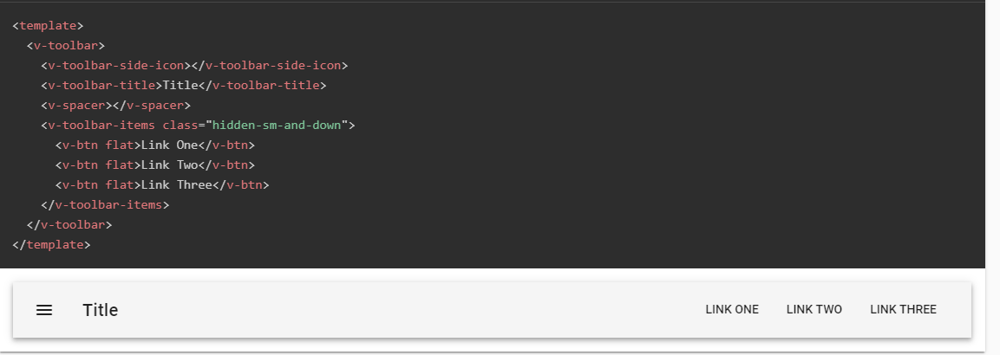 <template>
<v-toolbar>
<v-toolbar-side-icon></v-toolbar-side-icon>
<v-toolbar-title>Title</v-toolbar-title>
<v-spacer></v-spacer>
<v-toolbar-items class="hidden-sm-and-down">
<v-btn flat>Link One</v-btn>
<v-btn flat>Link Two</v-btn>
<v-btn flat>Link Three</v-btn>
</v-toolbar-items>
</v-toolbar>
</template>
Title LINK ONE LINK TWO LINK THREE